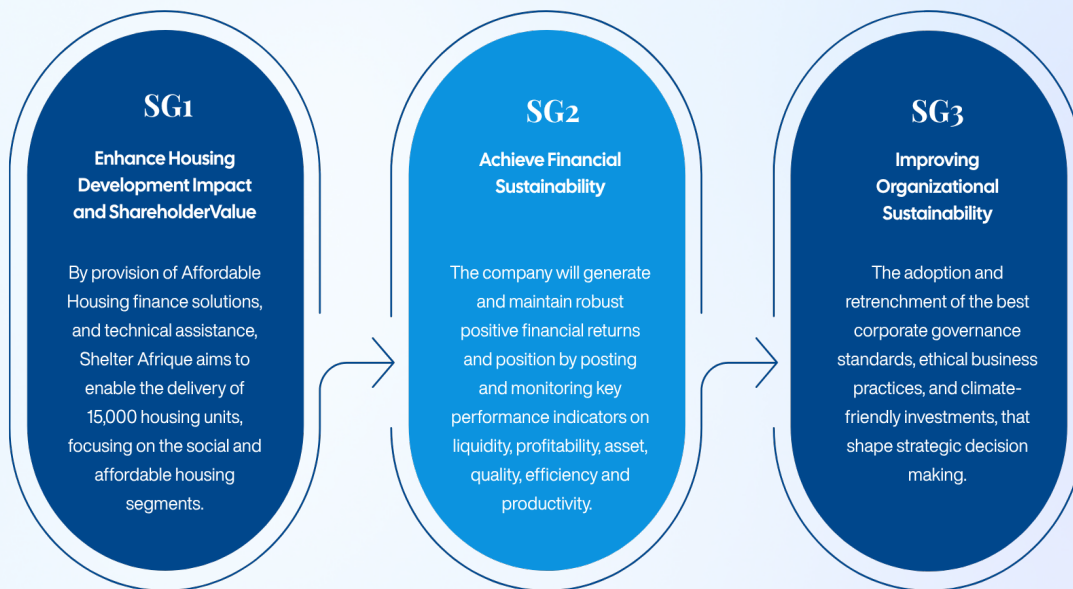 SG1
Enhance Housing
Development Impact
and ShareholderValue
By provision of Affordable
Housing finance solutions,
and technical assistance,
Shelter Afrique aims to
enable the delivery of
15,000 housing units,
focusing on the social and
affordable housing
segments.
SG2
Achieve Financial
Sustainability
The company will generate
and maintain robust
positive financial returns
and position by posting
and monitoring key
performance indicators on
liquidity, profitability, asset,
quality, efficiency and
productivity.
SG3
Improving
Organizational
Sustainability
The adoption and
retrenchment of the best
corporate governance
standards, ethical business
practices, and climate-
friendly investments, that
shape strategic decision
making.